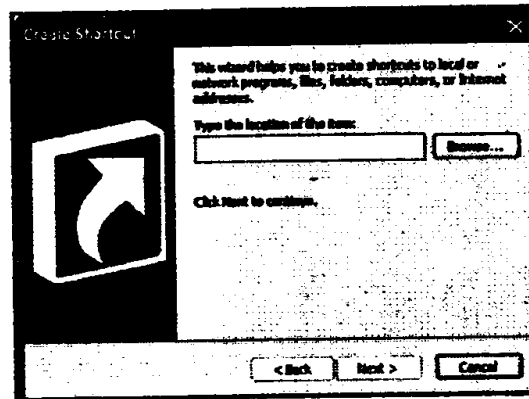 Create Shortcut
This wizard helps you to create shortcuts to local or
network programs, files, folders, computers, or Internet
addresses.
Type the location of the item:
Browse...
Click Next to continue.
< Back
Next >
Cancel